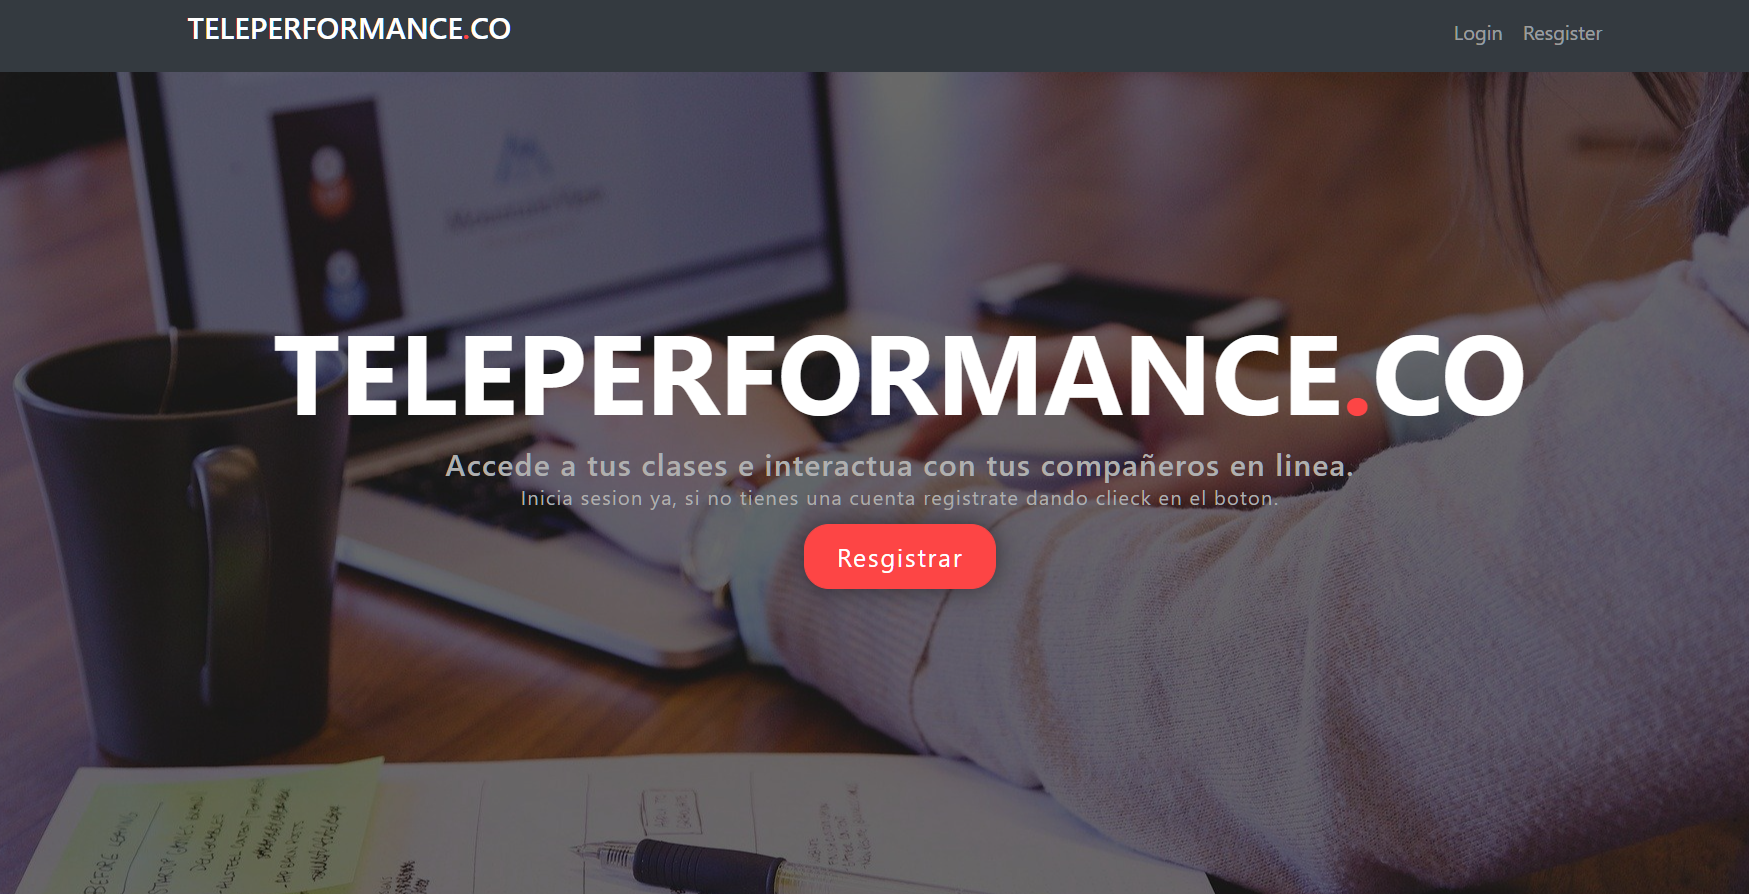 TELEPERFORMANCE.CO
Login Resgister
TELEPERFORMANCE.CO
Accede a tus clases e interactua con tus compañeros en linea.
Inicia sesion ya, si no tienes una cuenta registrate dando clieck en el boton.
Resgistrar
BEFORE